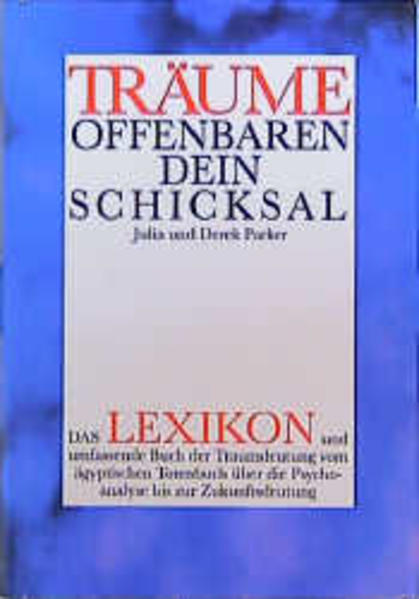 TRÄUME
OFFENBAREN
DEIN
SCHICKSAL
Julia und Derek Parker
DAS LEXIKON und
umfassende Buch der Traumdeutung vom
ägyptischen Totenbuch über die Psycho-
analyse bis zur Zukunftsdeutung